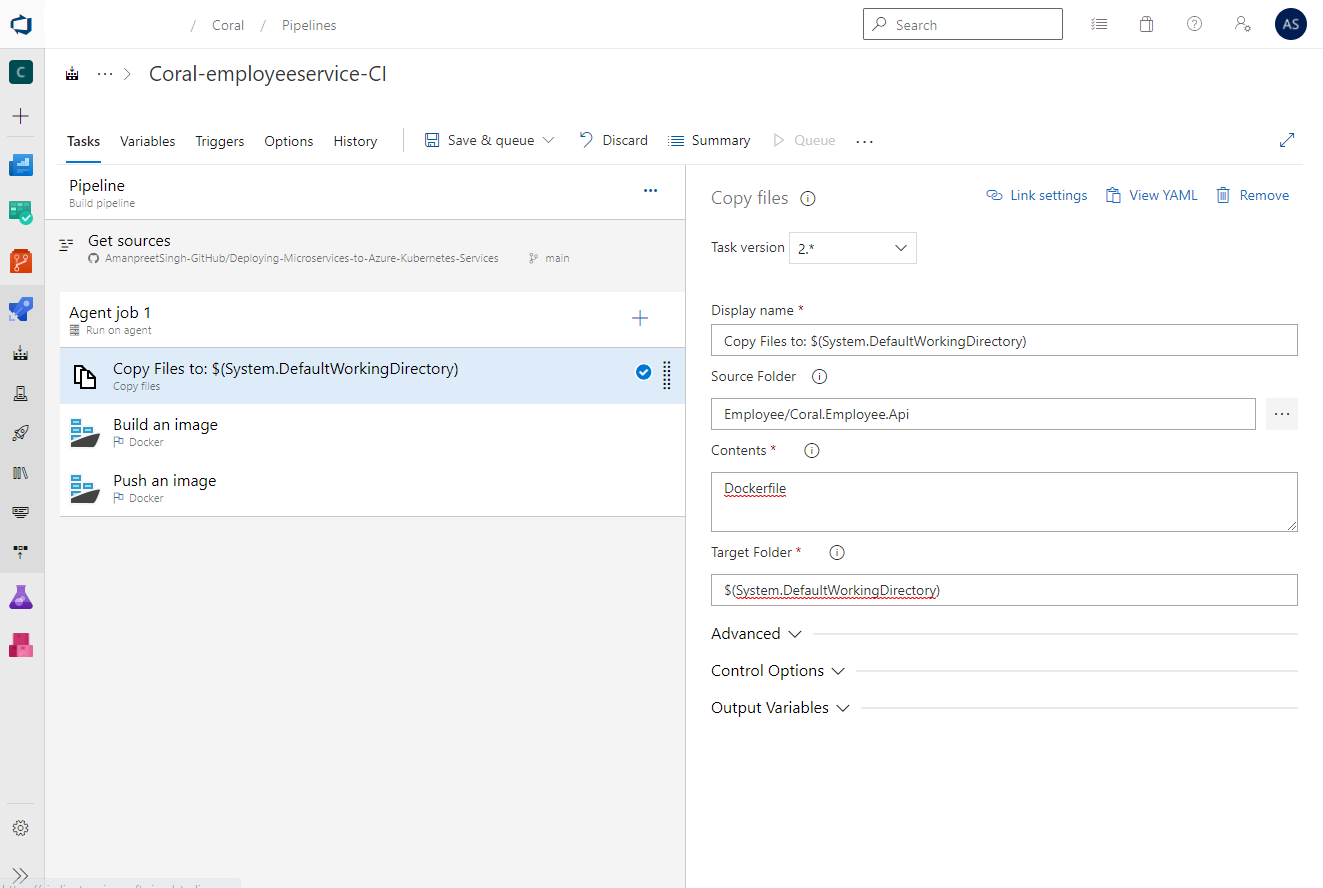 / Coral / Pipelines
Search
AS
C
... > Coral-employeeservice-CI
Tasks Variables Triggers Options History Save & queue Discard Summary Queue ...
Pipeline
Build pipeline
...
Get sources
AmanpreetSingh-GitHub/Deploying-Microservices-to-Azure-Kubernetes-Services main
Agent job 1
Run on agent
Copy Files to: $(System.DefaultWorkingDirectory)
Copy files
Build an image
Docker
Push an image
Docker
Copy files
Link settings View YAML Remove
Task version 2.*
Display name *
Copy Files to: $(System.DefaultWorkingDirectory)
Source Folder
Employee/Coral.Employee.Api
...
Contents *
Dockerfile
Target Folder *
$(System.DefaultWorkingDirectory)
Advanced
Control Options
Output Variables